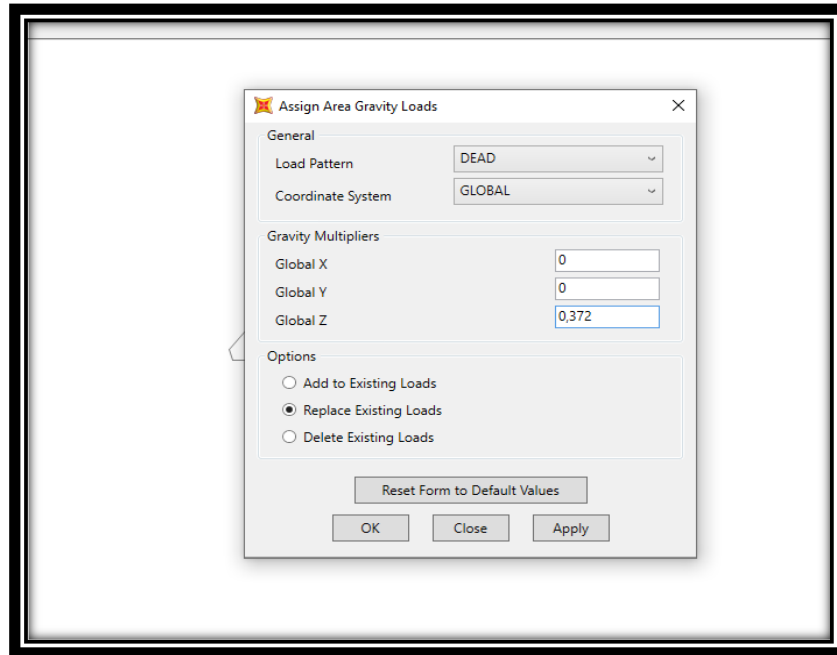 Assign Area Gravity Loads
General
Load Pattern DEAD
Coordinate System GLOBAL
Gravity Multipliers
Global X 0
Global Y 0
Global Z 0,372
Options
Add to Existing Loads
Replace Existing Loads
Delete Existing Loads
Reset Form to Default Values
OK Close Apply